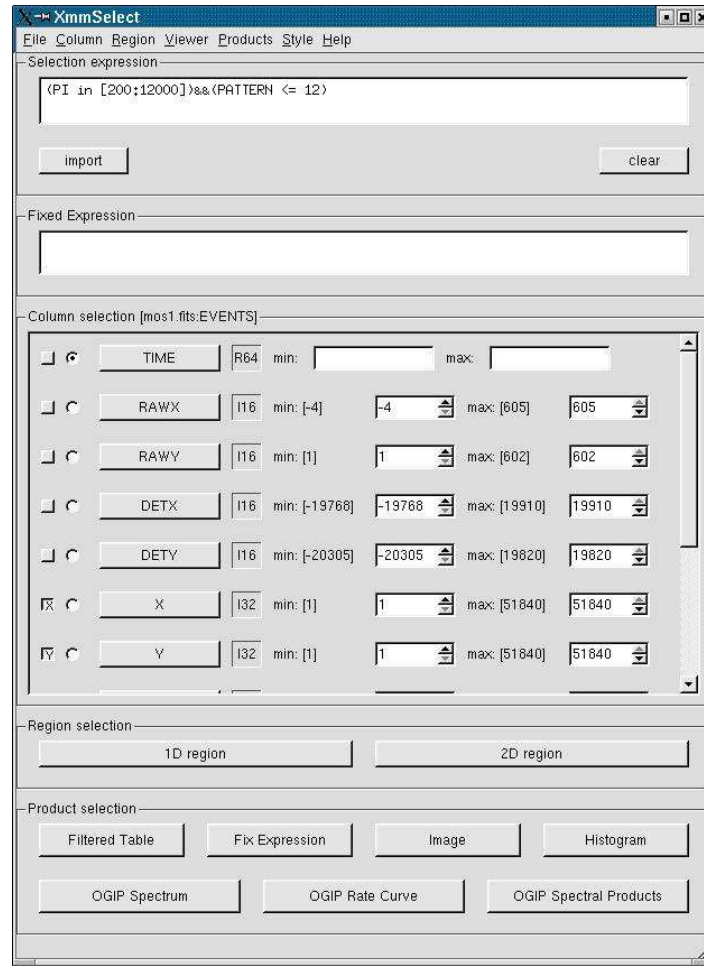 XmmSelect
File Column Region Viewer Products Style Help
Selection expression
(PI in [200:12000])&&(PATTERN <= 12)
import clear
Fixed Expression
Column selection [mos1.fits:EVENTS]
TIME R64 min: max:
RAWX I16 min: [-4] -4 max: [605] 605
RAWY I16 min: [1] 1 max: [602] 602
DETX I16 min: [-19768] -19768 max: [19910] 19910
DETY I16 min: [-20305] -20305 max: [19820] 19820
X X I32 min: [1] 1 max: [51840] 51840
Y Y I32 min: [1] 1 max: [51840] 51840
Region selection
1D region 2D region
Product selection
Filtered Table Fix Expression Image Histogram
OGIP Spectrum OGIP Rate Curve OGIP Spectral Products